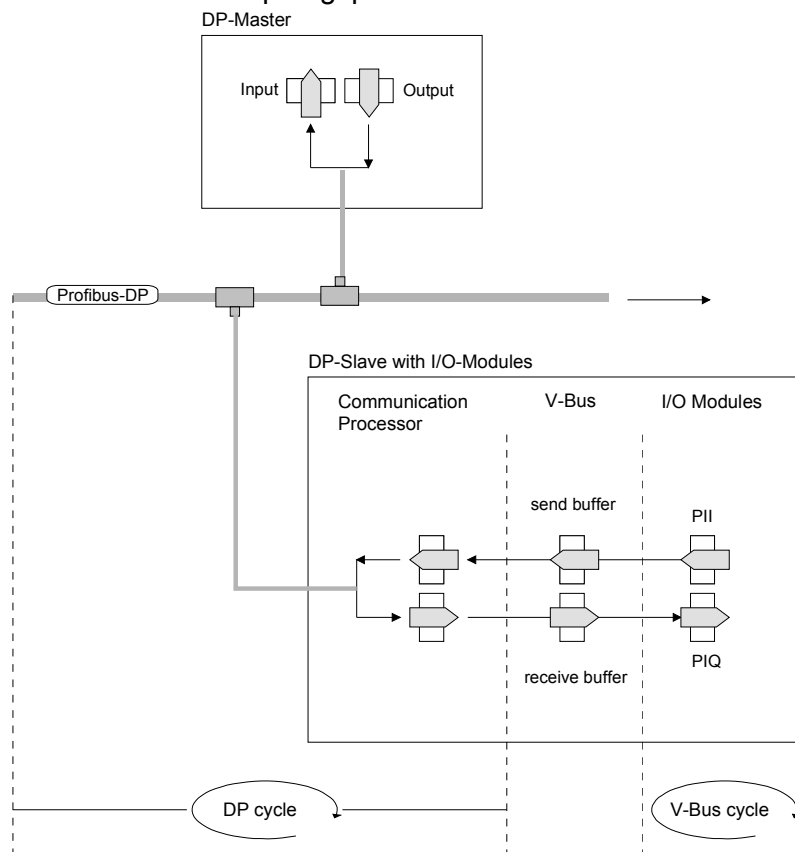 DP-Master
Input
Output
Profibus-DP
DP-Slave with I/O-Modules
Communication
Processor
V-Bus
I/O Modules
send buffer
PII
receive buffer
PIQ
DP cycle
V-Bus cycle